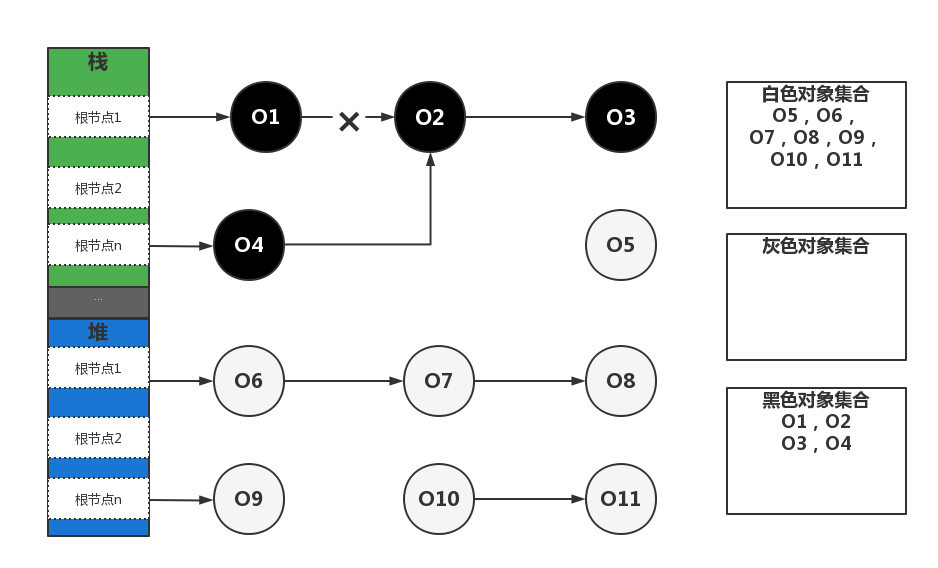 栈
根节点1
根节点2
根节点n
...
堆
根节点1
根节点2
根节点n
O1
×
O2
O3
O4
O5
O6
O7
O8
O9
O10
O11
白色对象集合
O5，O6，
O7，O8，O9，
O10，O11
灰色对象集合
黑色对象集合
O1，O2
O3，O4